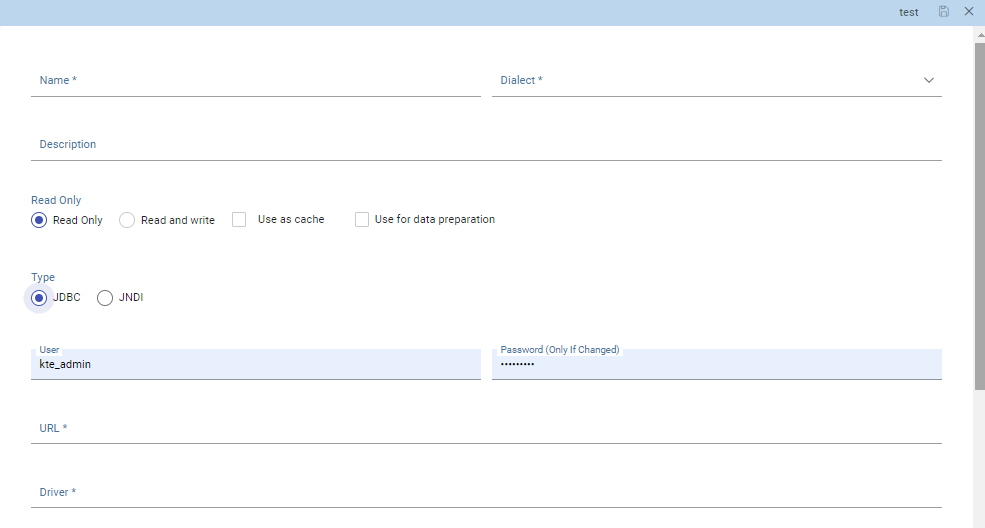 test
Name *
Dialect *
Description
Read Only
Read Only Read and write Use as cache Use for data preparation
Type
JDBC JNDI
User
kte_admin
Password (Only If Changed)
•••••••••
URL *
Driver *